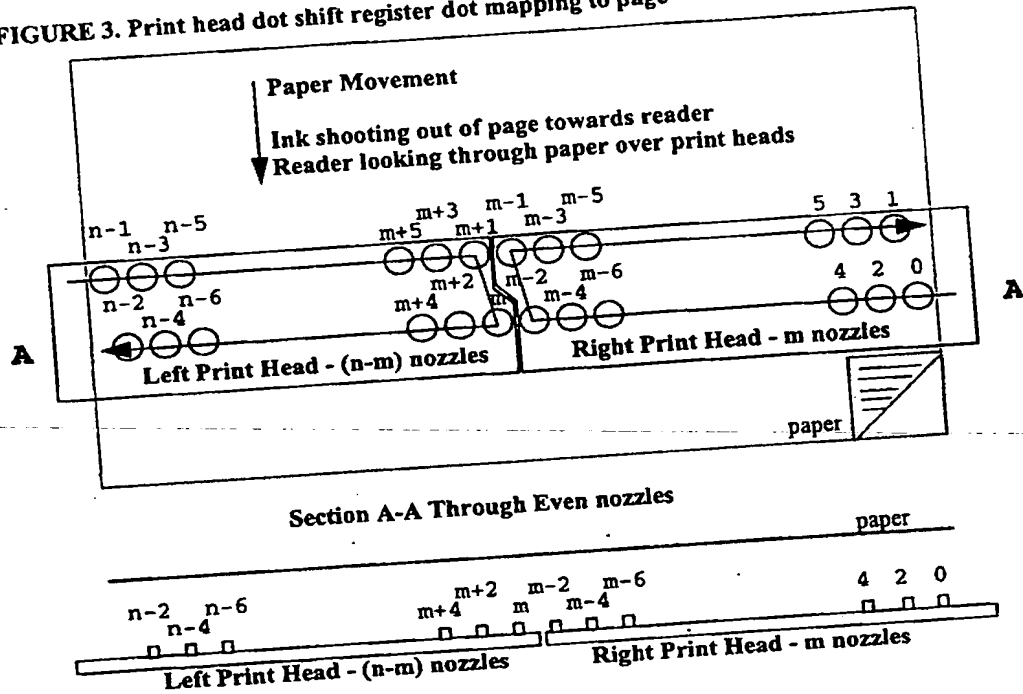 FIGURE 3. Print head dot shift register dot mapping to page
Paper Movement
Ink shooting out of page towards reader
Reader looking through paper over print heads
n-1 n-3 n-5 m+5 m+3 m+1 m-1 m-3 m-5 5 3 1
n-2 n-4 n-6 m+4 m+2 m m-2 m-4 m-6 4 2 0
A A
Left Print Head - (n-m) nozzles Right Print Head - m nozzles
paper
Section A-A Through Even nozzles
paper
n-2 n-4 n-6 m+4 m+2 m m-2 m-4 m-6 4 2 0
Left Print Head - (n-m) nozzles Right Print Head - m nozzles